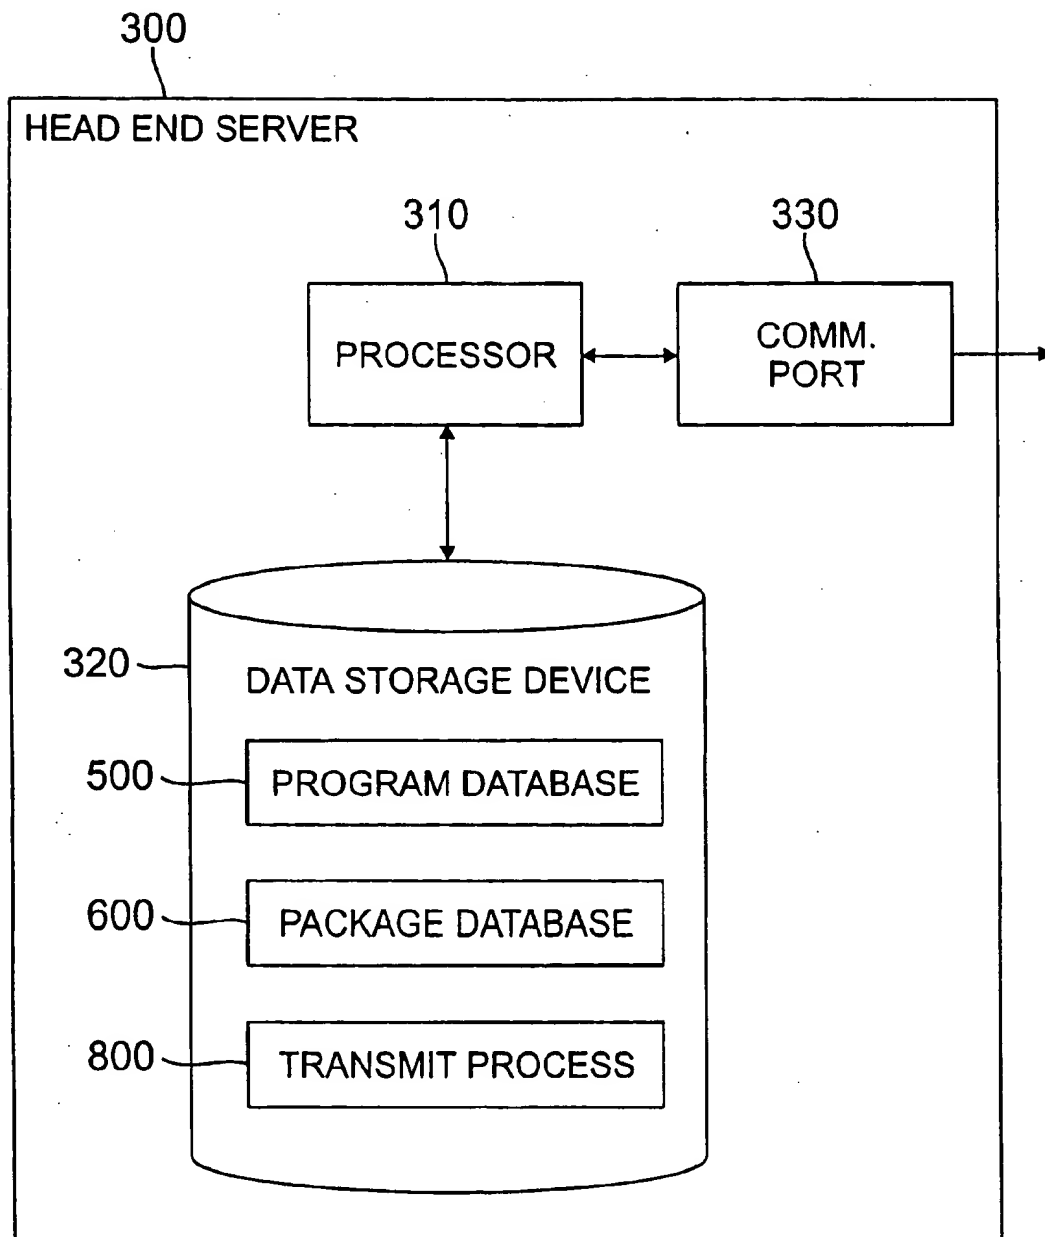 300
HEAD END SERVER
310
330
PROCESSOR
COMM.
PORT
320
DATA STORAGE DEVICE
500
PROGRAM DATABASE
600
PACKAGE DATABASE
800
TRANSMIT PROCESS